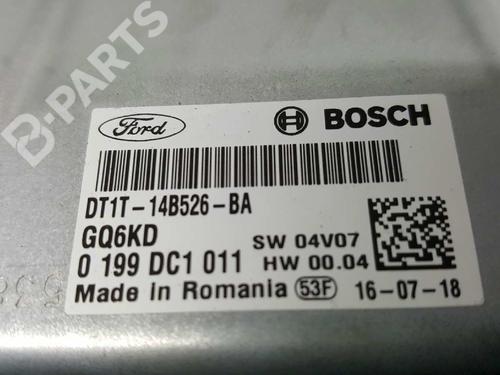 B-PARTS
Ford
BOSCH
DT1T-14B526-BA
GQ6KD
SW 04V07
0 199 DC1 011
HW 00.04
Made in Romania 53F 16-07-18